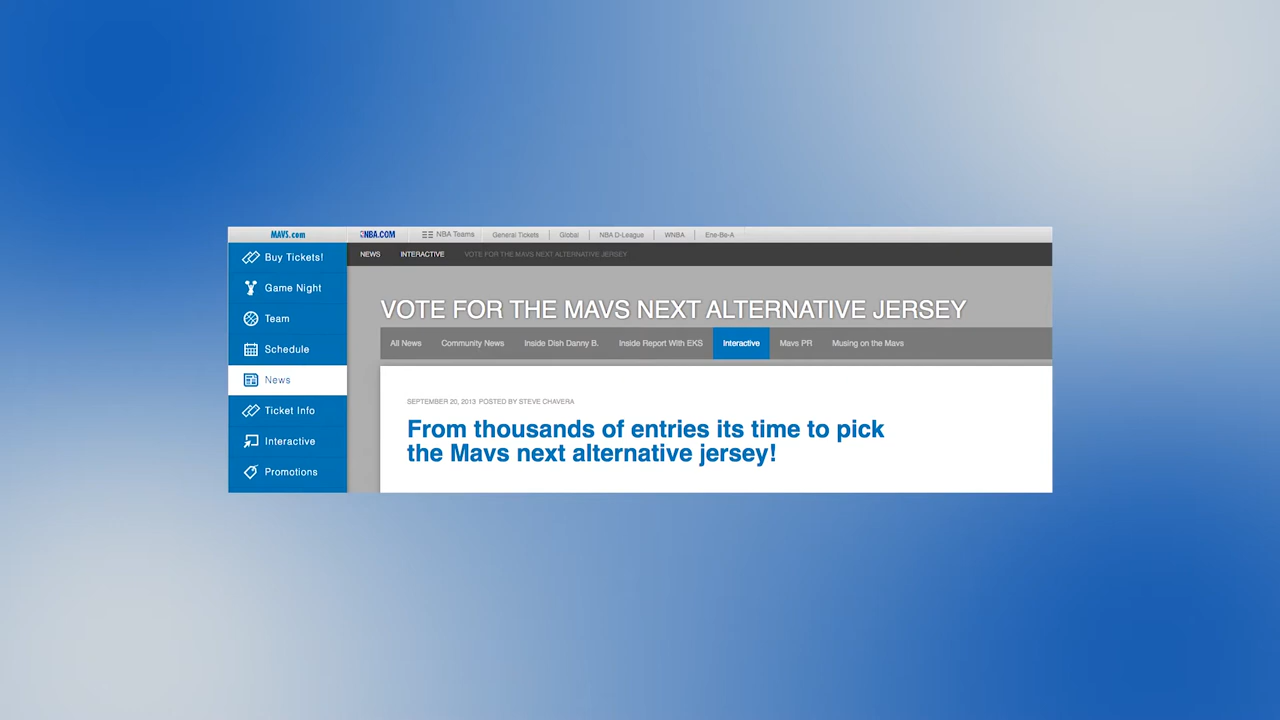 MAVS.com NBA.COM NBA Teams General Tickets Global NBA D-League WNBA Ene-Be-A
NEWS INTERACTIVE VOTE FOR THE MAVS NEXT ALTERNATIVE JERSEY
Buy Tickets!
Game Night
Team
Schedule
News
Ticket Info
Interactive
Promotions
VOTE FOR THE MAVS NEXT ALTERNATIVE JERSEY
All News Community News Inside Dish Danny B. Inside Report With EKS Interactive Mavs PR Musing on the Mavs
SEPTEMBER 20, 2013 POSTED BY STEVE CHAVERA
From thousands of entries its time to pick
the Mavs next alternative jersey!